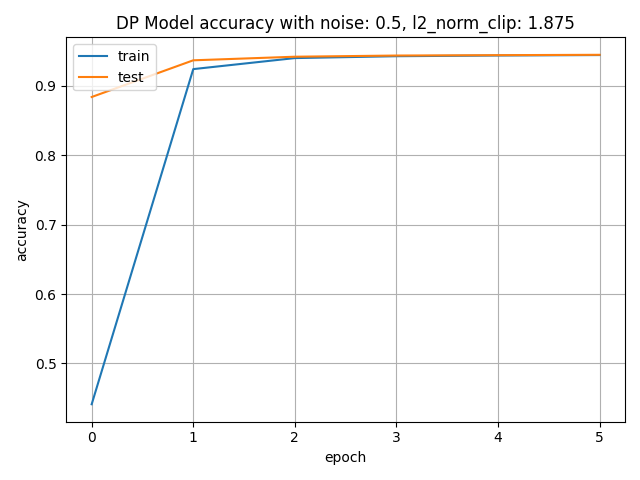 DP Model accuracy with noise: 0.5, l2_norm_clip: 1.875
train
test
accuracy
0.9
0.8
0.7
0.6
0.5
0 1 2 3 4 5
epoch